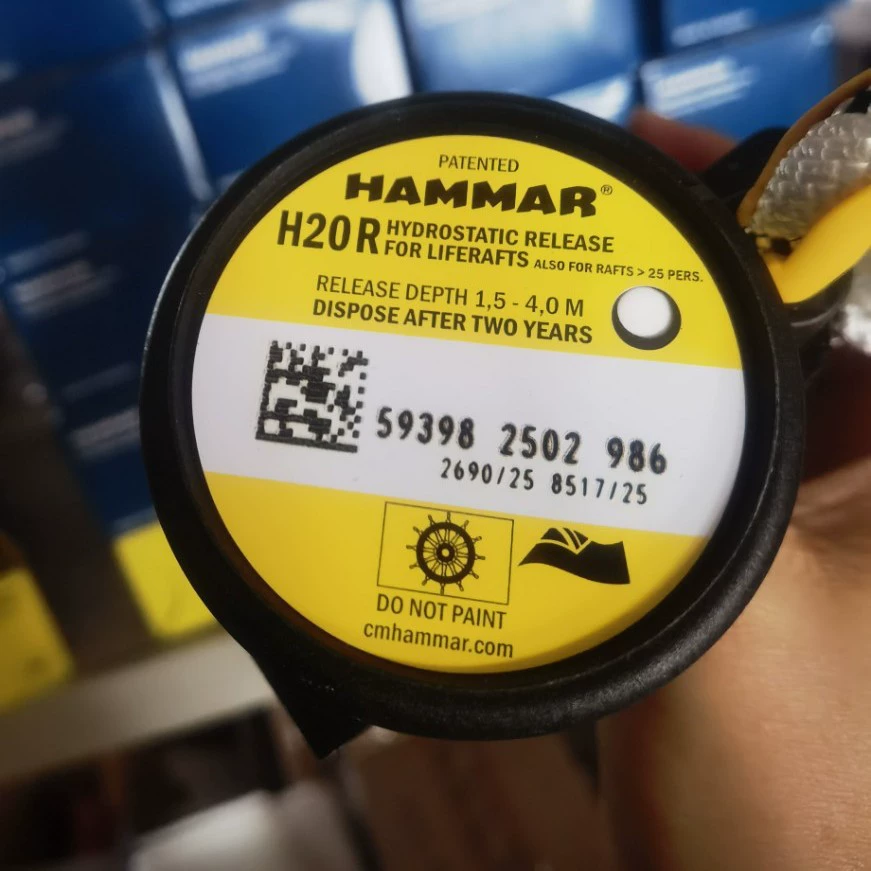 PATENTED
HAMMAR®
H20R HYDROSTATIC RELEASE
FOR LIFERAFTS ALSO FOR RAFTS > 25 PERS.
RELEASE DEPTH 1,5 - 4,0 M
DISPOSE AFTER TWO YEARS
59398 2502 986
2690/25 8517/25
DO NOT PAINT
cmhammar.com